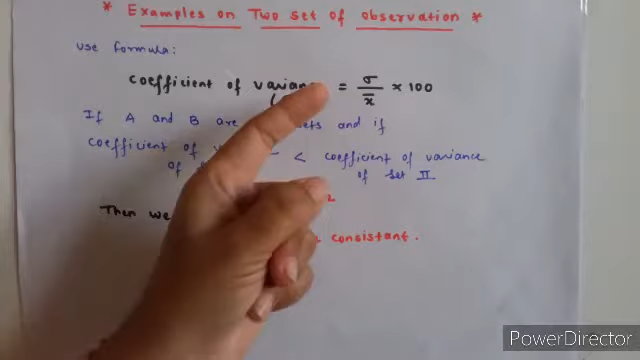 * Examples on Two set of observation *
use formula:
coefficient of varian = σ/x̄ × 100
If A and B are sets and if
coefficient of v < coefficient of variance
of of set II
Then we
consistant.
PowerDirector